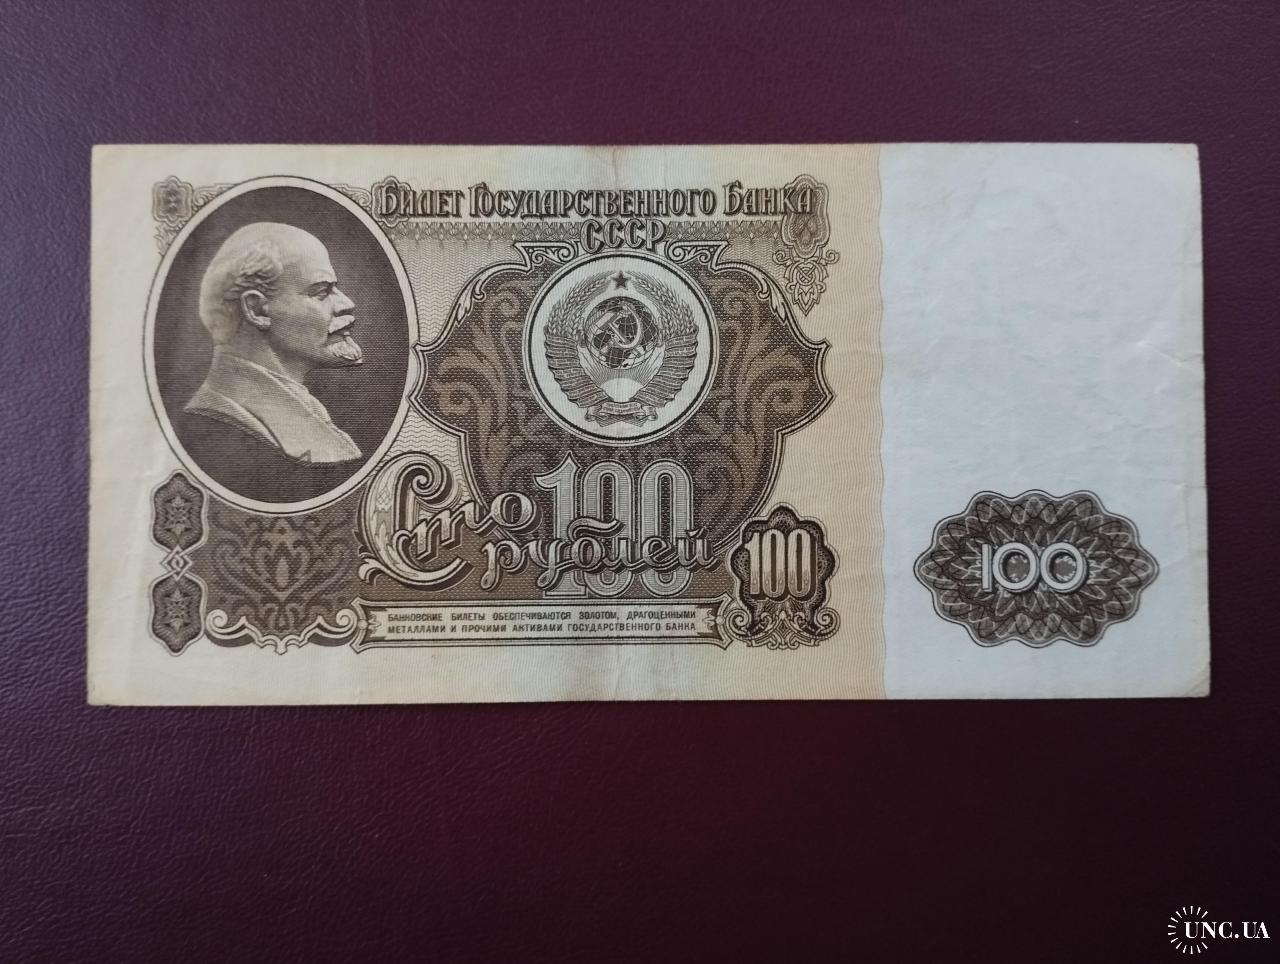 Билет Государственного Банка
СССР
100
Сто рублей
100
100
БАНКОВСКИЕ БИЛЕТЫ ОБЕСПЕЧИВАЮТСЯ ЗОЛОТОМ, ДРАГОЦЕННЫМИ
МЕТАЛЛАМИ И ПРОЧИМИ АКТИВАМИ ГОСУДАРСТВЕННОГО БАНКА
UNC.UA